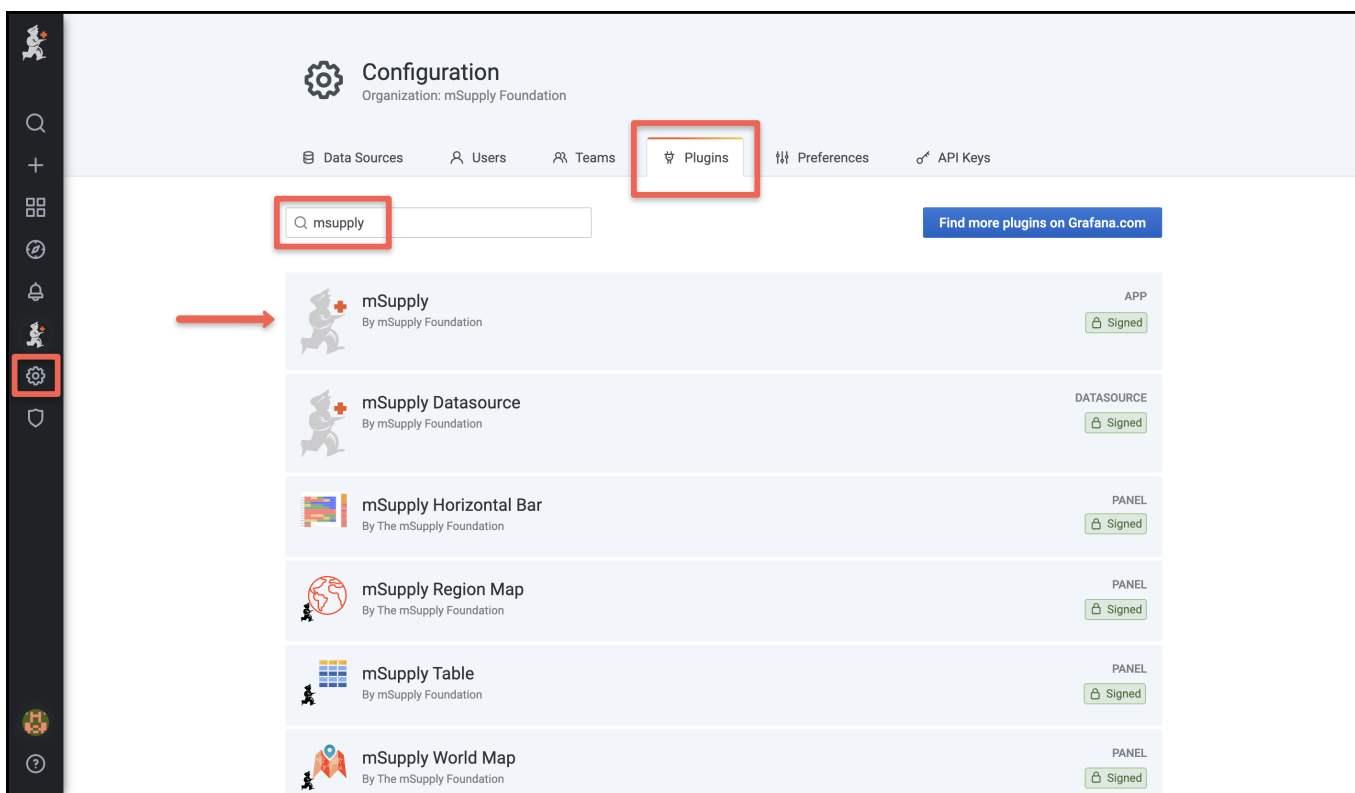 Configuration
Organization: mSupply Foundation
Data Sources Users Teams Plugins Preferences API Keys
msupply Find more plugins on Grafana.com
mSupply APP
By mSupply Foundation Signed
mSupply Datasource DATASOURCE
By mSupply Foundation Signed
mSupply Horizontal Bar PANEL
By The mSupply Foundation Signed
mSupply Region Map PANEL
By The mSupply Foundation Signed
mSupply Table PANEL
By mSupply Foundation Signed
mSupply World Map PANEL
By The mSupply Foundation Signed